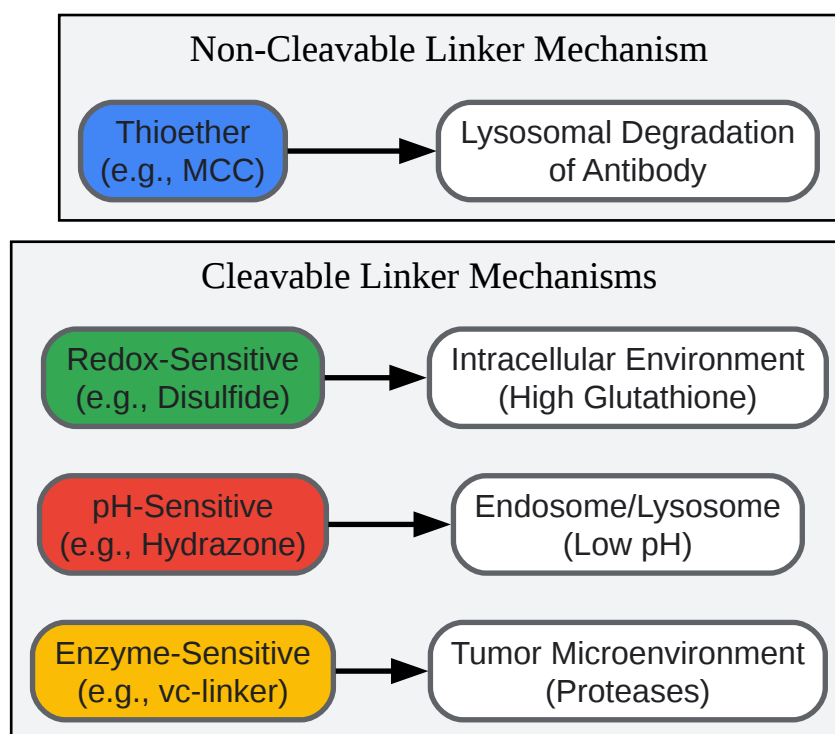 Non-Cleavable Linker Mechanism
Thioether
(e.g., MCC)
Lysosomal Degradation
of Antibody
Cleavable Linker Mechanisms
Redox-Sensitive
(e.g., Disulfide)
Intracellular Environment
(High Glutathione)
pH-Sensitive
(e.g., Hydrazone)
Endosome/Lysosome
(Low pH)
Enzyme-Sensitive
(e.g., vc-linker)
Tumor Microenvironment
(Proteases)